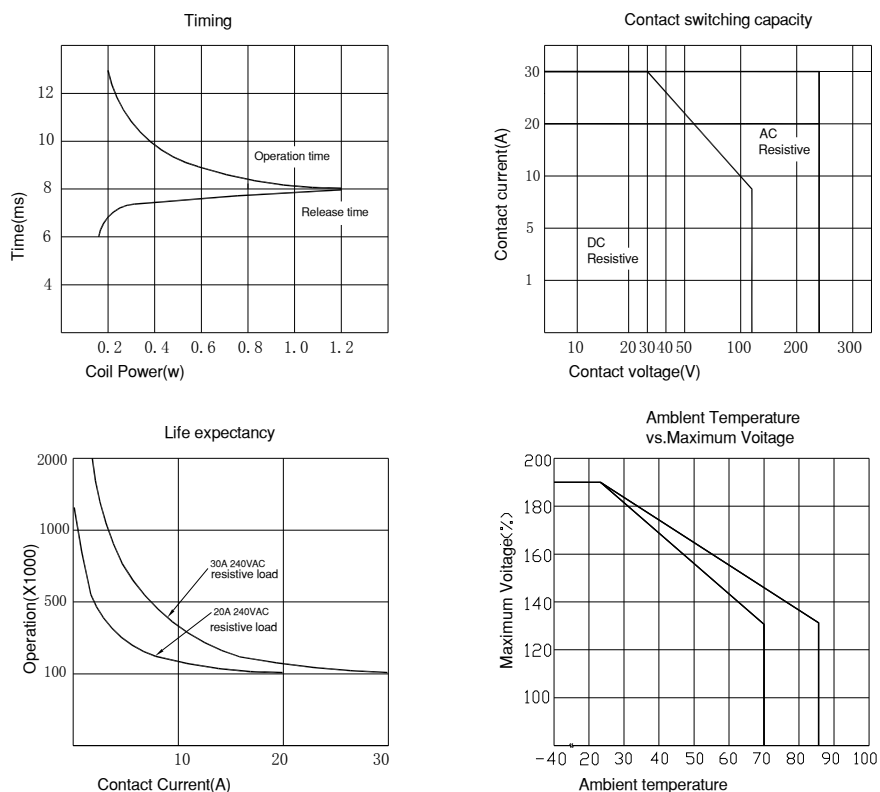 Timing
12
10
8
6
4
Time(ms)
Operation time
Release time
0.2 0.4 0.6 0.8 1.0 1.2
Coil Power(w)
Contact switching capacity
30
20
10
5
1
Contact current(A)
AC
Resistive
DC
Resistive
10 20 30 40 50 100 200 300
Contact voltage(V)
Life expectancy
2000
1000
500
100
Operation(X1000)
30A 240VAC
resistive load
20A 240VAC
resistive load
10 20 30
Contact Current(A)
Amblent Temperature
vs.Maximum Voitage
200
180
160
140
120
100
Maximum Voitage(%)
-40 20 30 40 50 60 70 80 90 100
Ambient temperature